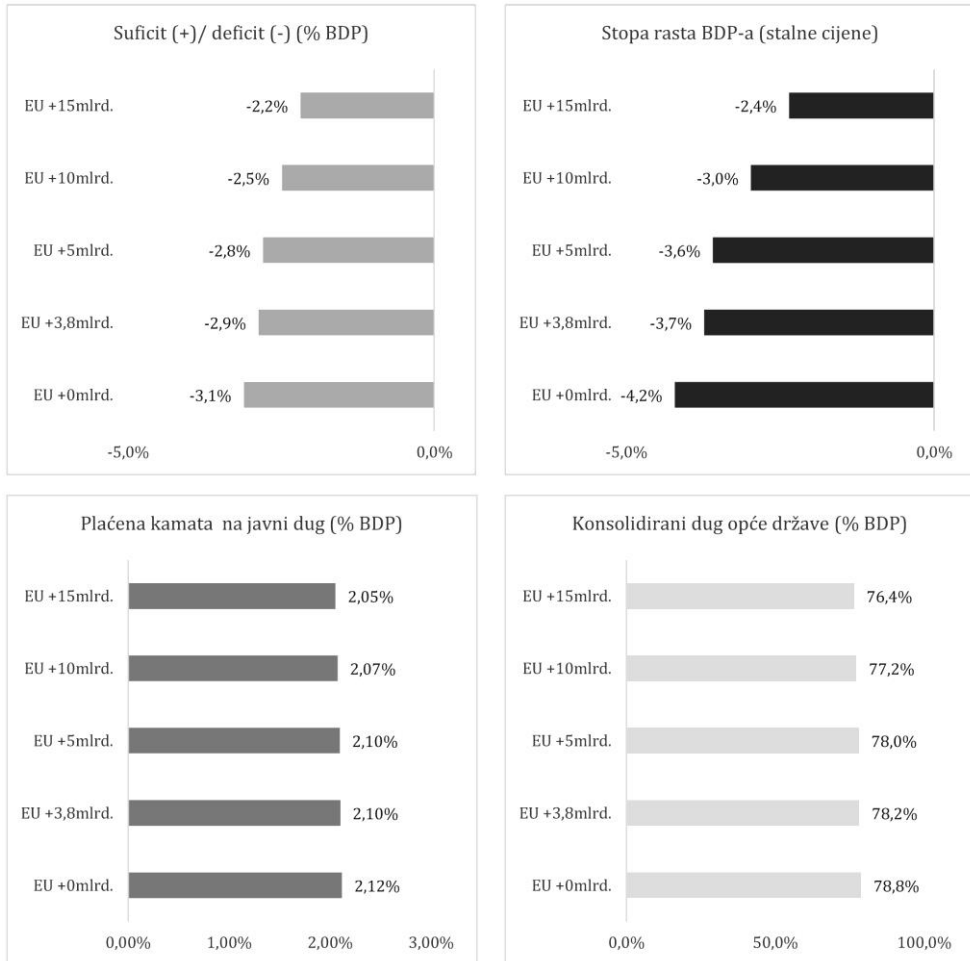 Suficit (+)/ deficit (-) (% BDP)
EU +15mlrd. -2,2%
EU +10mlrd. -2,5%
EU +5mlrd. -2,8%
EU +3,8mlrd. -2,9%
EU +0mlrd. -3,1%
-5,0% 0,0%
Stopa rasta BDP-a (stalne cijene)
EU +15mlrd. -2,4%
EU +10mlrd. -3,0%
EU +5mlrd. -3,6%
EU +3,8mlrd. -3,7%
EU +0mlrd. -4,2%
-5,0% 0,0%
Plaćena kamata na javni dug (% BDP)
EU +15mlrd. 2,05%
EU +10mlrd. 2,07%
EU +5mlrd. 2,10%
EU +3,8mlrd. 2,10%
EU +0mlrd. 2,12%
0,00% 1,00% 2,00% 3,00%
Konsolidirani dug opće države (% BDP)
EU +15mlrd. 76,4%
EU +10mlrd. 77,2%
EU +5mlrd. 78,0%
EU +3,8mlrd. 78,2%
EU +0mlrd. 78,8%
0,0% 50,0% 100,0%